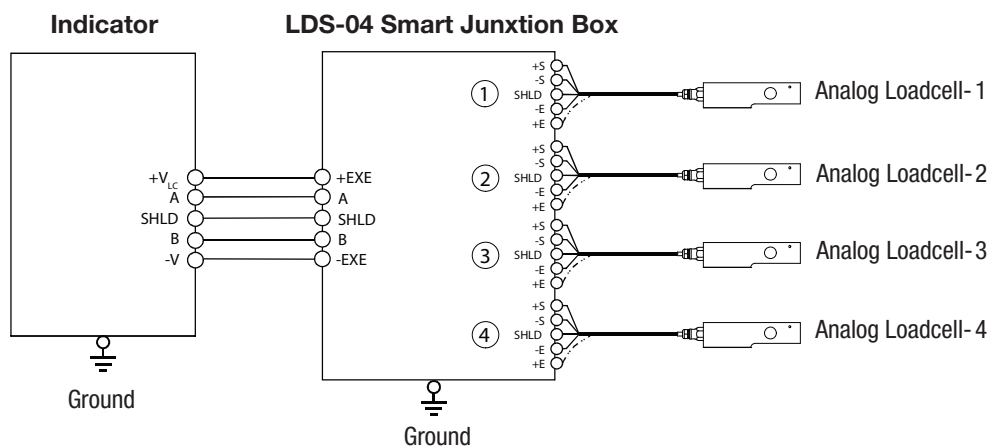 Indicator
LDS-04 Smart Junxtion Box
+V LC
A
SHLD
B
-V
+EXE
A
SHLD
B
-EXE
1
+S
-S
SHLD
-E
+E
Analog Loadcell-1
2
+S
-S
SHLD
-E
+E
Analog Loadcell-2
3
+S
-S
SHLD
-E
+E
Analog Loadcell-3
4
+S
-S
SHLD
-E
+E
Analog Loadcell-4
Ground
Ground